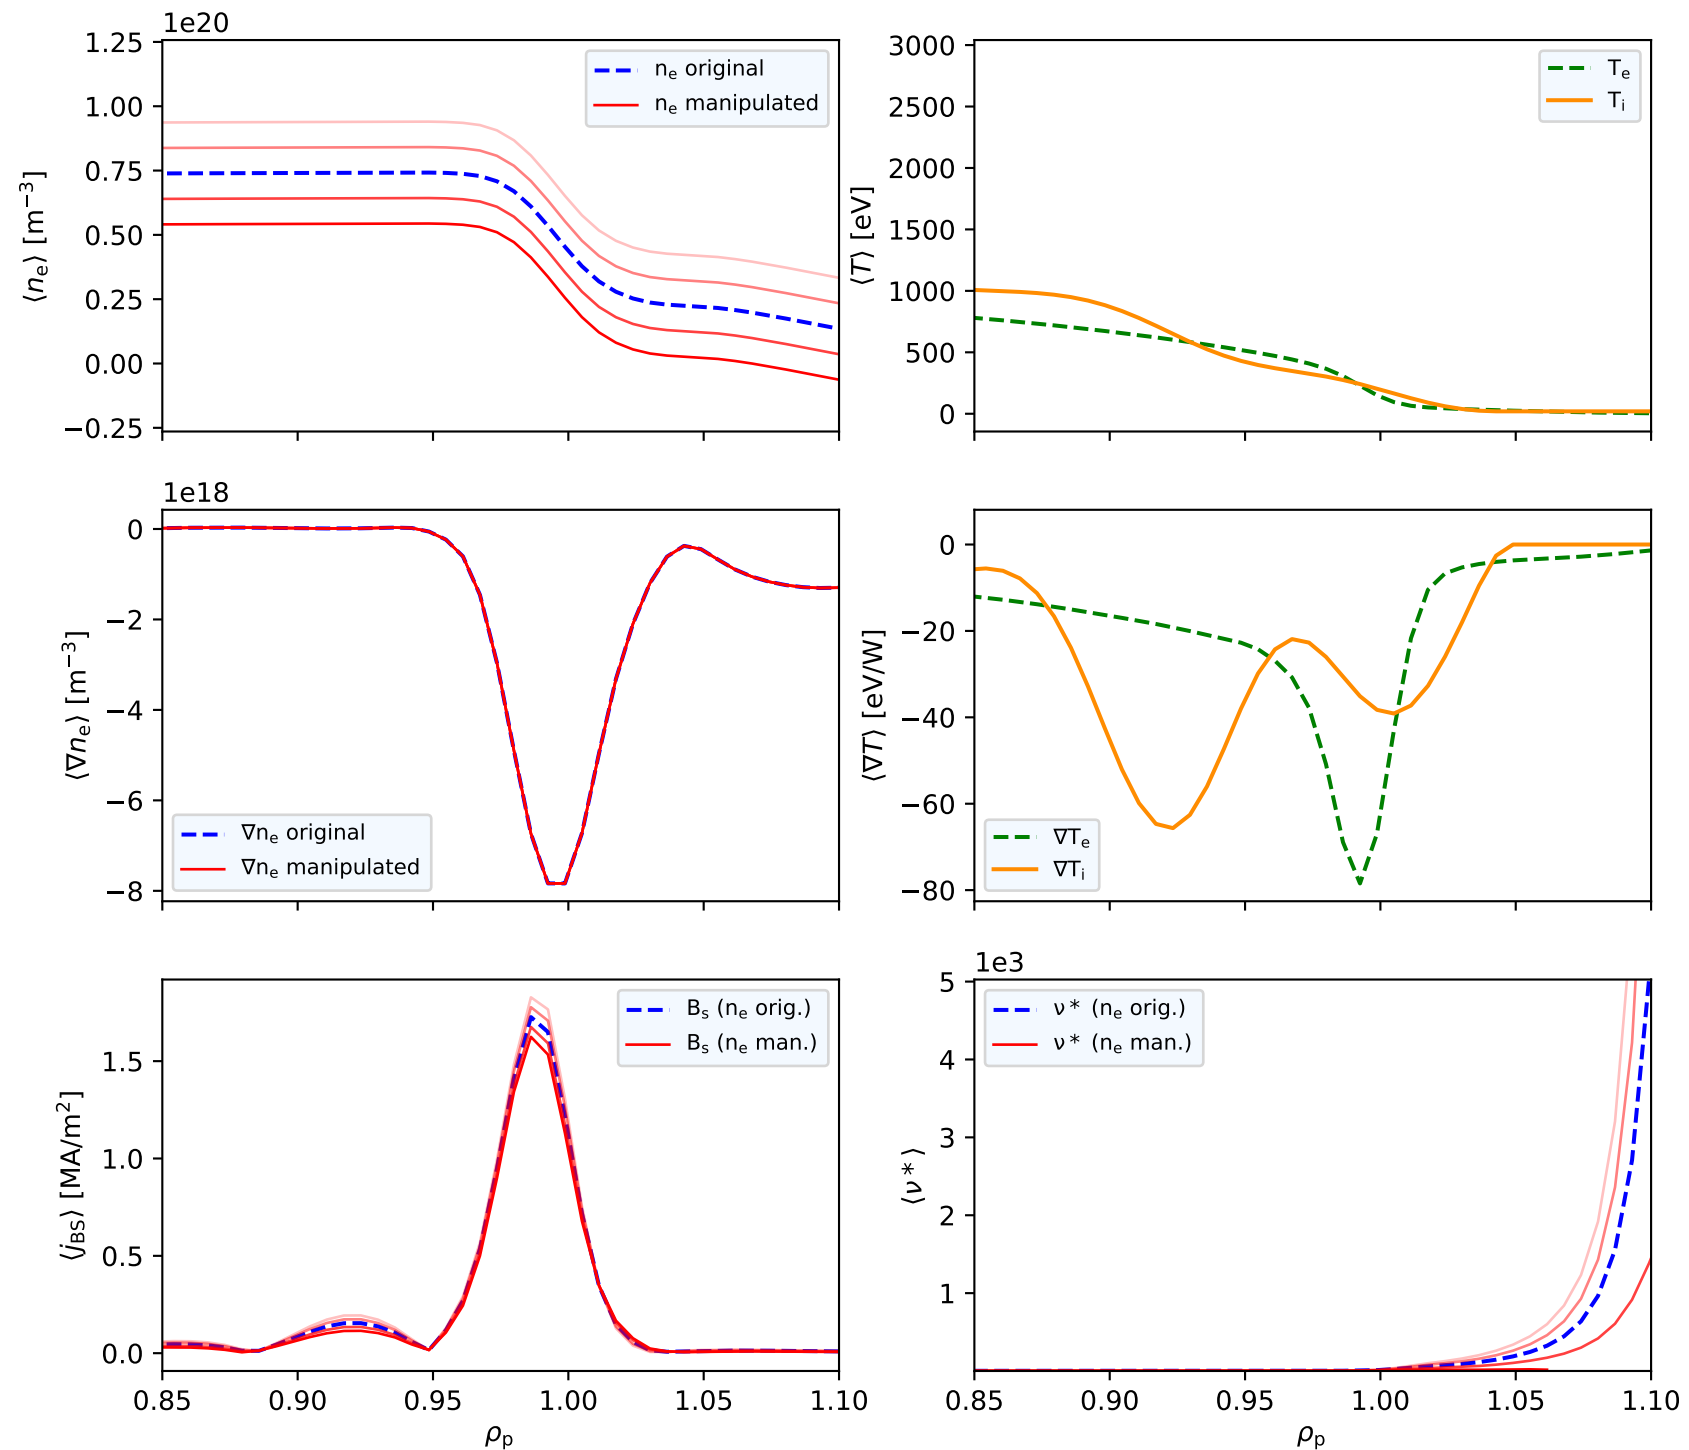 1e20
1.25
1.00
0.75
0.50
0.25
0.00
−0.25
⟨nₑ⟩ [m⁻³]
nₑ original
nₑ manipulated
3000
2500
2000
1500
1000
500
0
⟨T⟩ [eV]
Tₑ
Tᵢ
1e18
0
−2
−4
−6
−8
⟨∇nₑ⟩ [m⁻³]
∇nₑ original
∇nₑ manipulated
0
−20
−40
−60
−80
⟨∇T⟩ [eV/W]
∇Tₑ
∇Tᵢ
1.5
1.0
0.5
0.0
⟨j_BS⟩ [MA/m²]
Bₛ (nₑ orig.)
Bₛ (nₑ man.)
0.85 0.90 0.95 1.00 1.05 1.10
ρₚ
1e3
5
4
3
2
1
⟨ν*⟩
ν* (nₑ orig.)
ν* (nₑ man.)
0.85 0.90 0.95 1.00 1.05 1.10
ρₚ